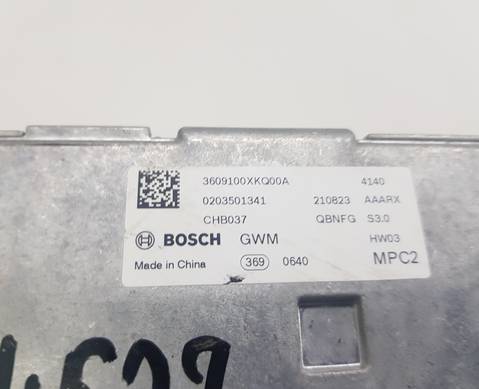 3609100XKQ00A 4140
0203501341 210823 AAARX
CHB037 QBNFG S3.0
BOSCH GWM HW03
Made in China 369 0640 MPC2